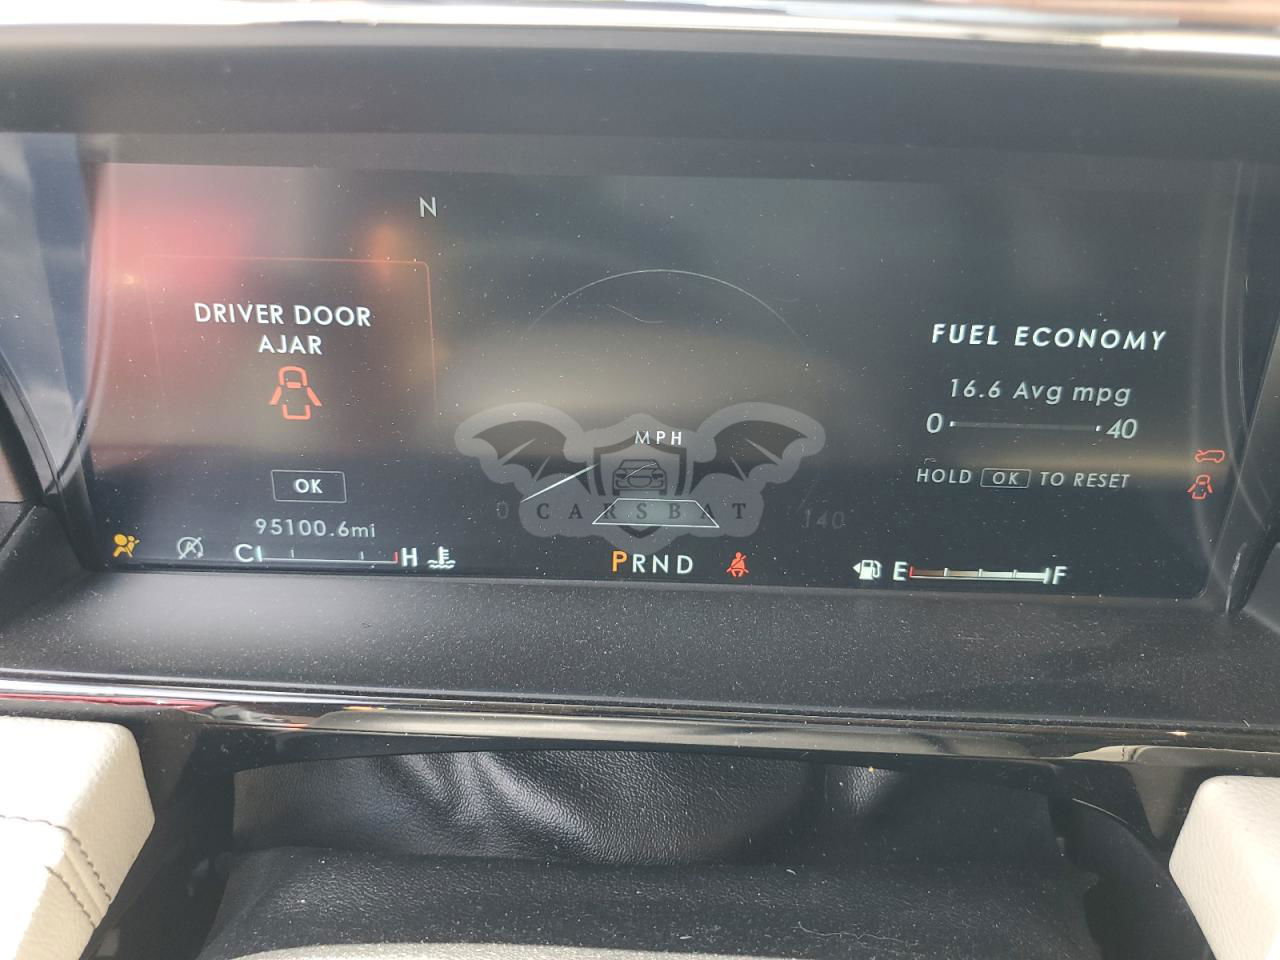 N
DRIVER DOOR
AJAR
OK
95100.6mi
C H
MPH
0 140
CARSBAT
PRND
FUEL ECONOMY
16.6 Avg mpg
0 40
HOLD OK TO RESET
E F